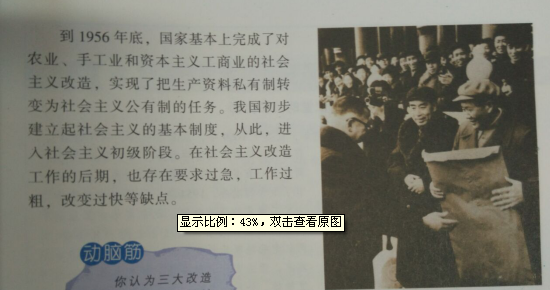 到1956年底，国家基本上完成了对
农业、手工业和资本主义工商业的社会
主义改造，实现了把生产资料私有制转
变为社会主义公有制的任务。我国初步
建立起社会主义的基本制度，从此，进
入社会主义初级阶段。在社会主义改造
工作的后期，也存在要求过急，工作过
粗，改变过快等缺点。
显示比例：43%，双击查看原图
动脑筋
你认为三大改造